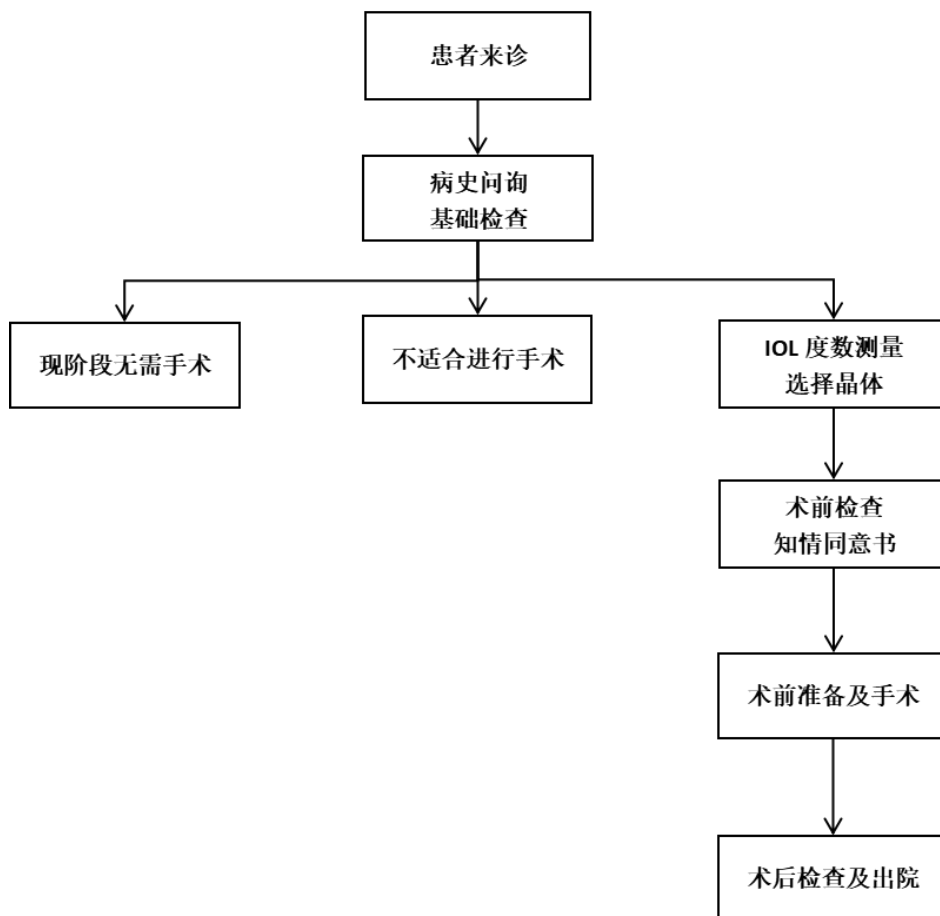 患者来诊
病史问询
基础检查
现阶段无需手术
不适合进行手术
IOL 度数测量
选择晶体
术前检查
知情同意书
术前准备及手术
术后检查及出院